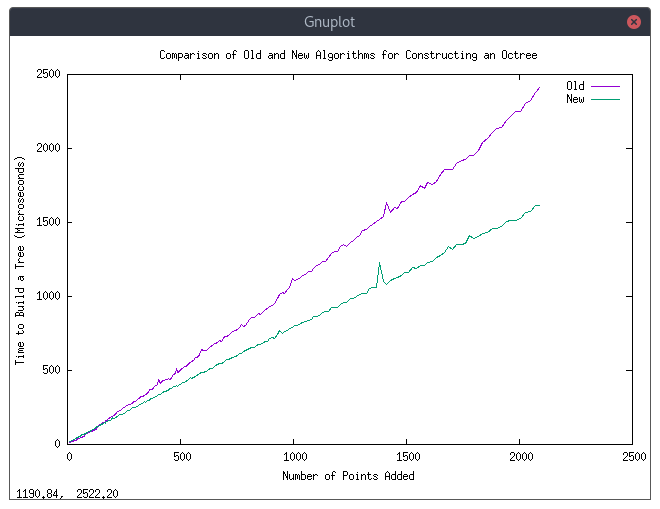 Gnuplot
Comparison of Old and New Algorithms for Constructing an Octree
2500
2000
1500
1000
500
0
Time to Build a Tree (Microseconds)
Old
New
0 500 1000 1500 2000 2500
Number of Points Added
1190.84, 2522.20